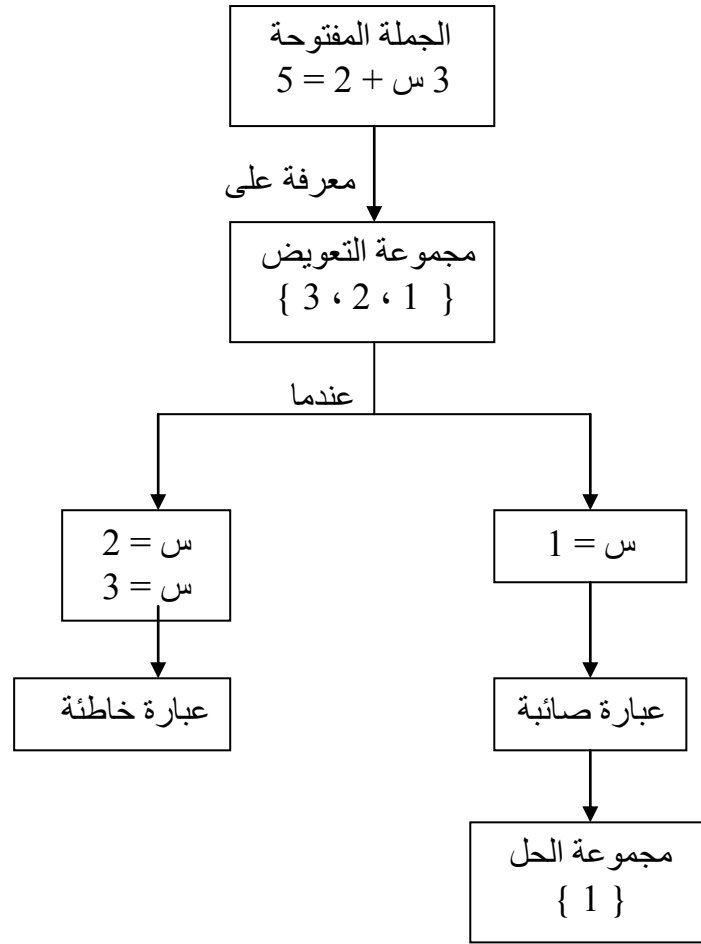 الجملة المفتوحة
3 س + 2 = 5
معرفة على
مجموعة التعويض
{ 1 ، 2 ، 3 }
عندما
س = 1
س = 2
س = 3
عبارة صائبة
عبارة خاطئة
مجموعة الحل
{ 1 }